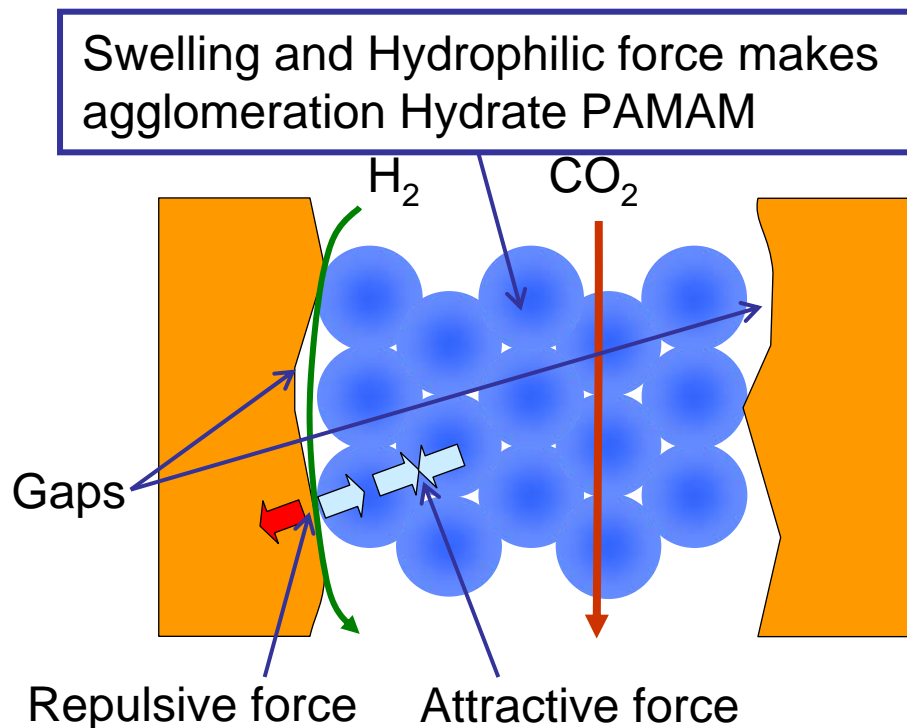 Swelling and Hydrophilic force makes
agglomeration Hydrate PAMAM
H₂
CO₂
Gaps
Repulsive force
Attractive force